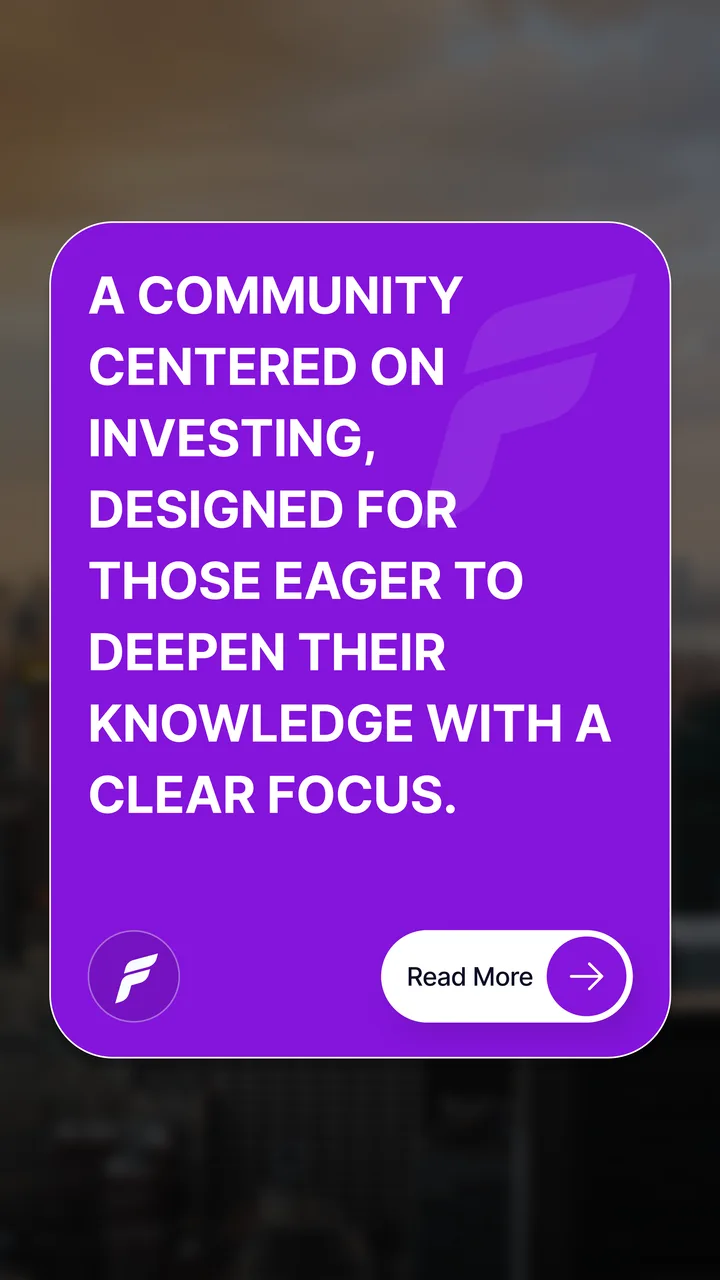 A COMMUNITY
CENTERED ON
INVESTING,
DESIGNED FOR
THOSE EAGER TO
DEEPEN THEIR
KNOWLEDGE WITH A
CLEAR FOCUS.
Read More